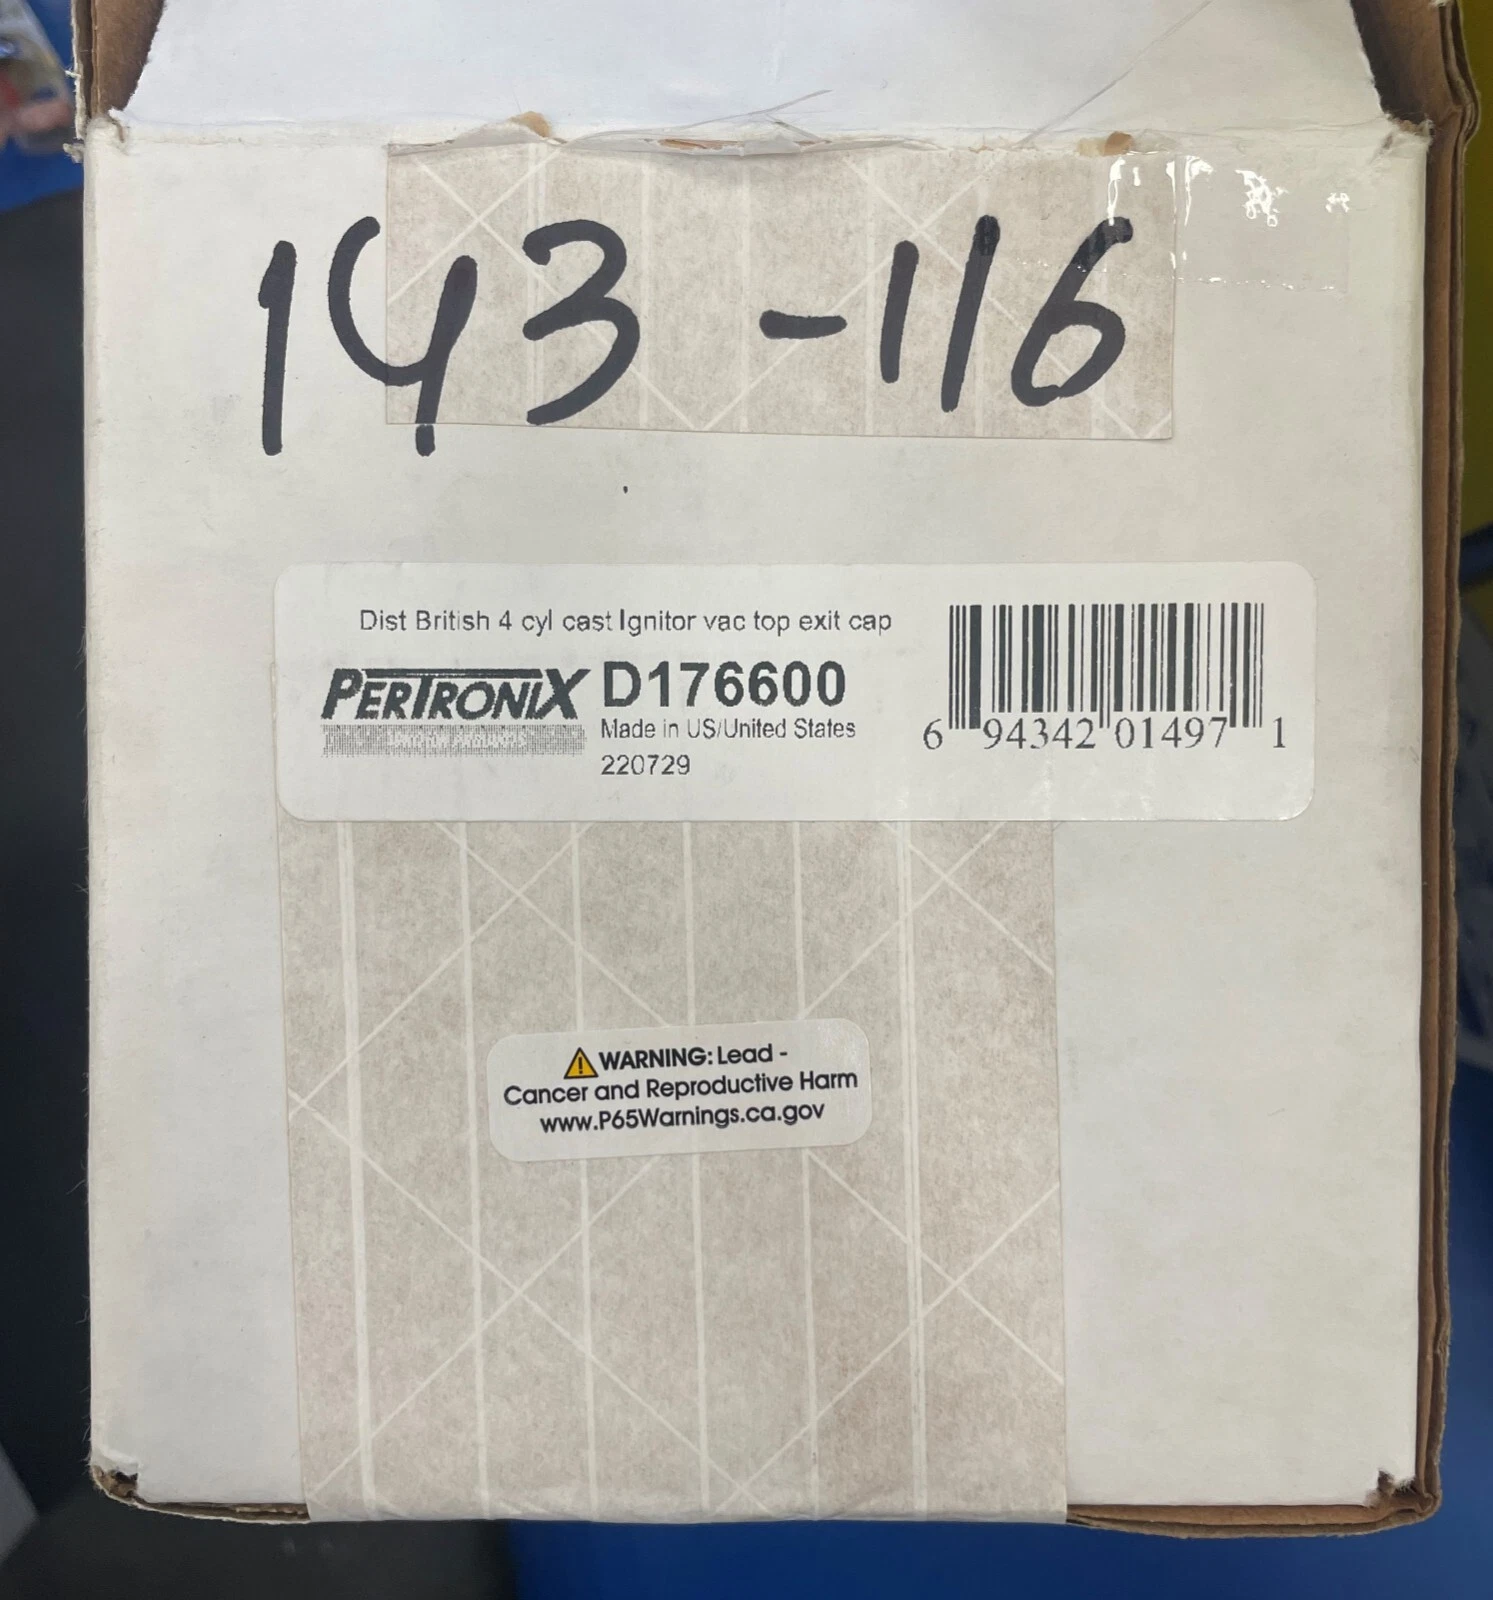 143-116
Dist British 4 cyl cast Ignitor vac top exit cap
PERTRONIX D176600
Made in US/United States
220729
6 94342 01497 1
WARNING: Lead -
Cancer and Reproductive Harm
www.P65Warnings.ca.gov